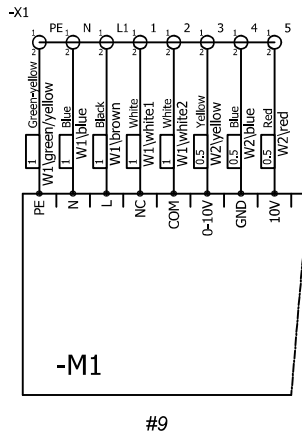 -X1
PE N L1 1 2 3 4 5
1 1 1 1 1 1 1 1
2 2 2 2 2 2 2 2
Green-yellow Blue Black White White Yellow Blue Red
1 1 1 1 1 0.5 0.5 0.5
W1\green/yellow W1\blue W1\brown W1\white1 W1\white2 W2\yellow W2\blue W2\red
PE N L NC COM 0-10V GND 10V
-M1
#9